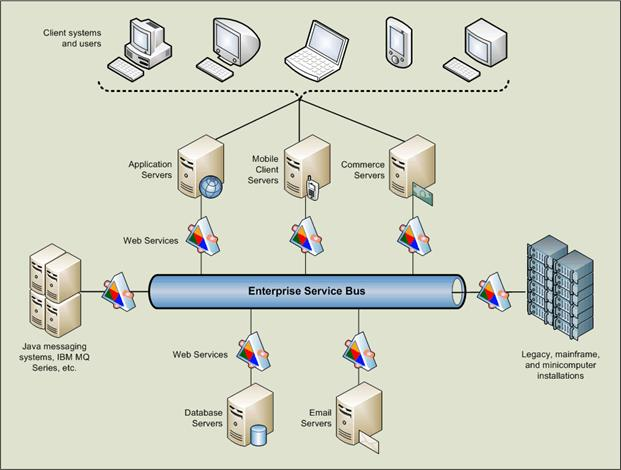 Client systems
and users
Application
Servers
Mobile
Client
Servers
Commerce
Servers
Web Services
Enterprise Service Bus
Java messaging
systems, IBM MQ
Series, etc.
Legacy, mainframe,
and minicomputer
installations
Web Services
Database
Servers
Email
Servers